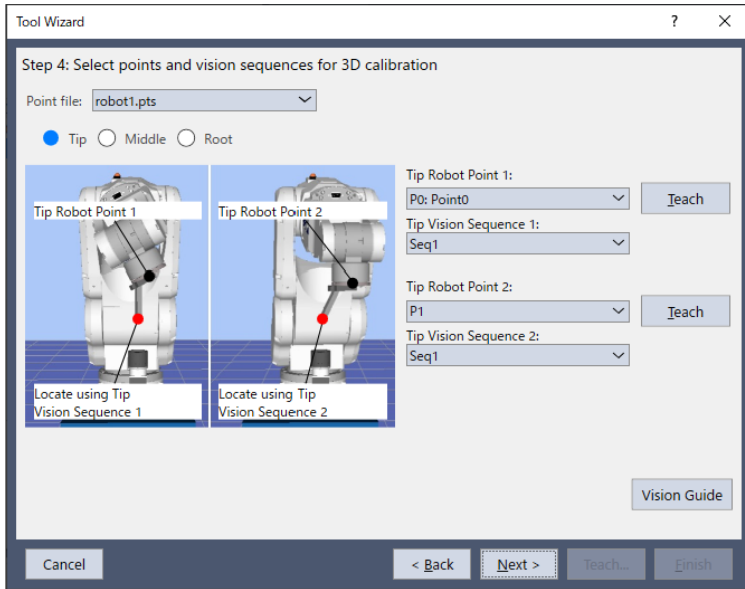 Tool Wizard
Step 4: Select points and vision sequences for 3D calibration
Point file: robot1.pts
Tip Middle Root
Tip Robot Point 1
Tip Robot Point 2
Locate using Tip
Vision Sequence 1
Locate using Tip
Vision Sequence 2
Tip Robot Point 1:
P0: Point0
Teach
Tip Vision Sequence 1:
Seq1
Tip Robot Point 2:
P1
Teach
Tip Vision Sequence 2:
Seq1
Vision Guide
Cancel
< Back
Next >
Teach...
Finish